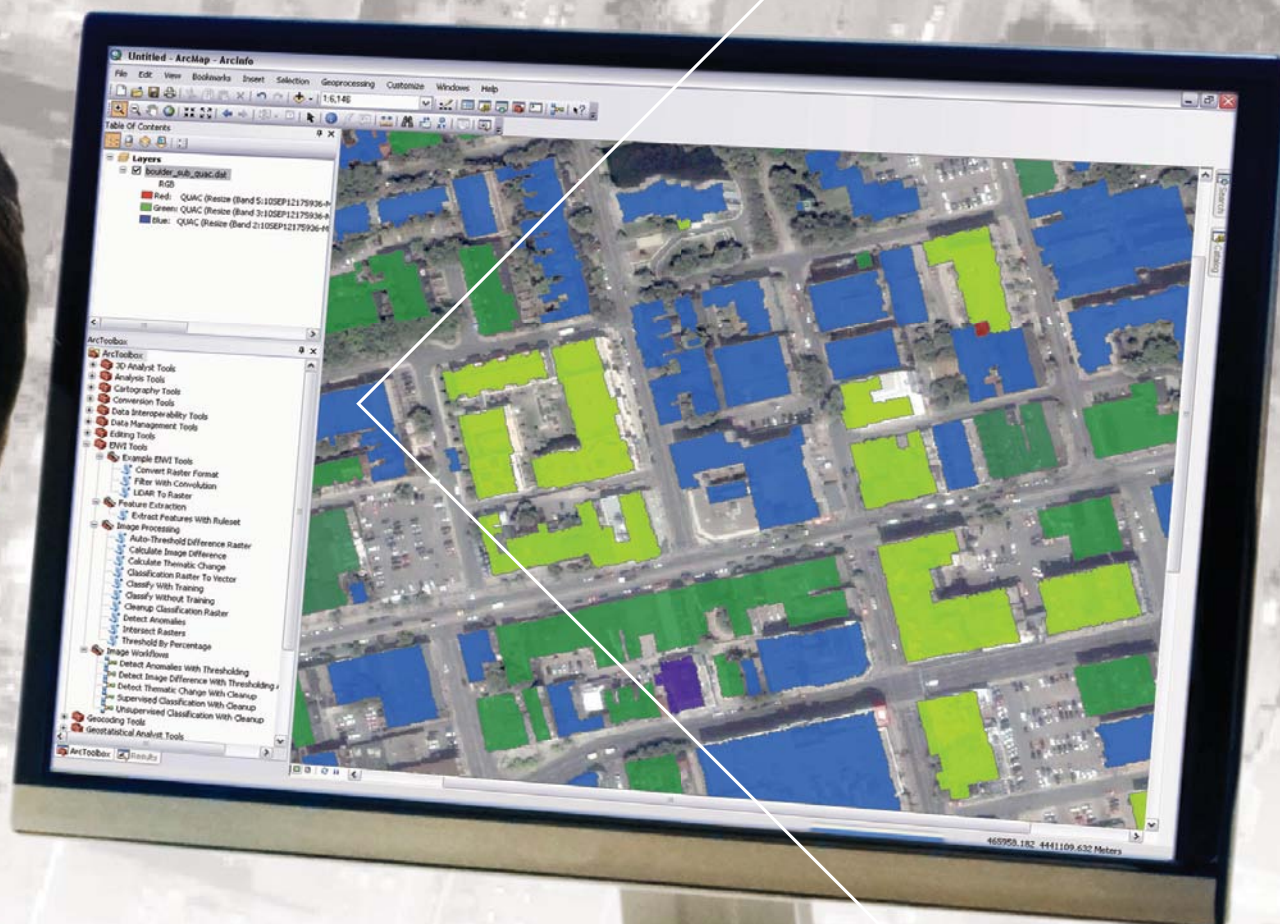 Untitled - ArcMap - ArcInfo
File Edit View Bookmarks Insert Selection Geoprocessing Customize Windows Help
1:6,146
Table Of Contents
Layers
boulder_sub_quac.dat
RGB
Red: QUAC (Resize (Band 5:10SEP12175936-M
Green: QUAC (Resize (Band 3:10SEP12175936-M
Blue: QUAC (Resize (Band 2:10SEP12175936-M
Search
Catalog
ArcToolbox
ArcToolbox
3D Analyst Tools
Analysis Tools
Cartography Tools
Conversion Tools
Data Interoperability Tools
Data Management Tools
Editing Tools
ENVI Tools
Example ENVI Tools
Convert Raster Format
Filter With Convolution
LiDAR To Raster
Feature Extraction
Extract Features With Ruleset
Image Processing
Auto-Threshold Difference Raster
Calculate Image Difference
Calculate Thematic Change
Classification Raster To Vector
Classify With Training
Classify Without Training
Cleanup Classification Raster
Detect Anomalies
Intersect Rasters
Threshold By Percentage
Image Workflows
Detect Anomalies With Thresholding
Detect Image Difference With Thresholding
Detect Thematic Change With Cleanup
Supervised Classification With Cleanup
Unsupervised Classification With Cleanup
Geocoding Tools
Geostatistical Analyst Tools
ArcToolbox Results
465958.182 4441109.632 Meters